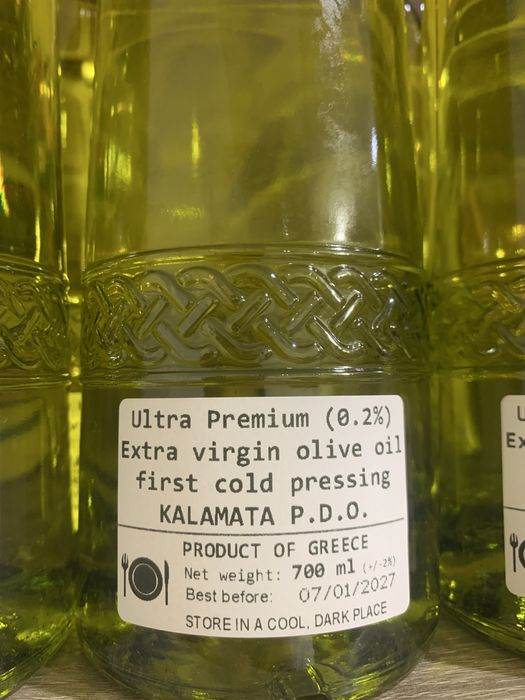 Ultra Premium (0.2%)
Extra virgin olive oil
first cold pressing
KALAMATA P.D.O.
PRODUCT OF GREECE
Net weight: 700 ml (+/-2%)
Best before: 07/01/2027
STORE IN A COOL, DARK PLACE
U
Ex